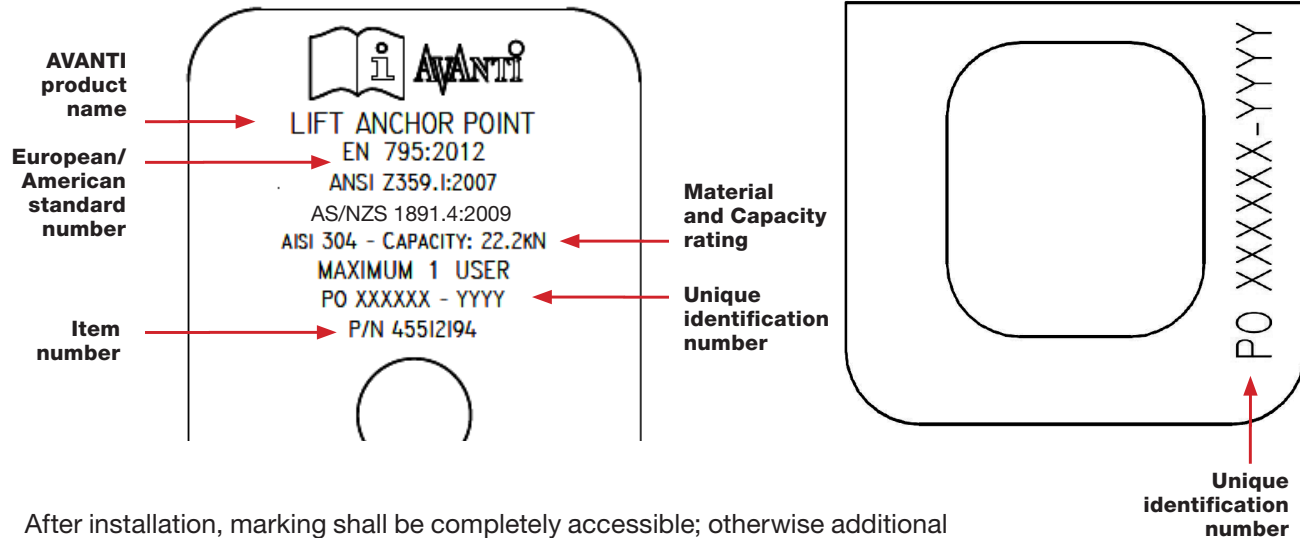 AVANTI
product
name
European/
American
standard
number
Item
number
i AVANTi
LIFT ANCHOR POINT
EN 795:2012
ANSI Z359.1:2007
AS/NZS 1891.4:2009
AISI 304 - CAPACITY: 22.2KN
MAXIMUM 1 USER
PO XXXXXX - YYYY
P/N 45512194
Material
and Capacity
rating
Unique
identification
number
PO XXXXXX-YYYY
Unique
identification
number
After installation, marking shall be completely accessible; otherwise additional